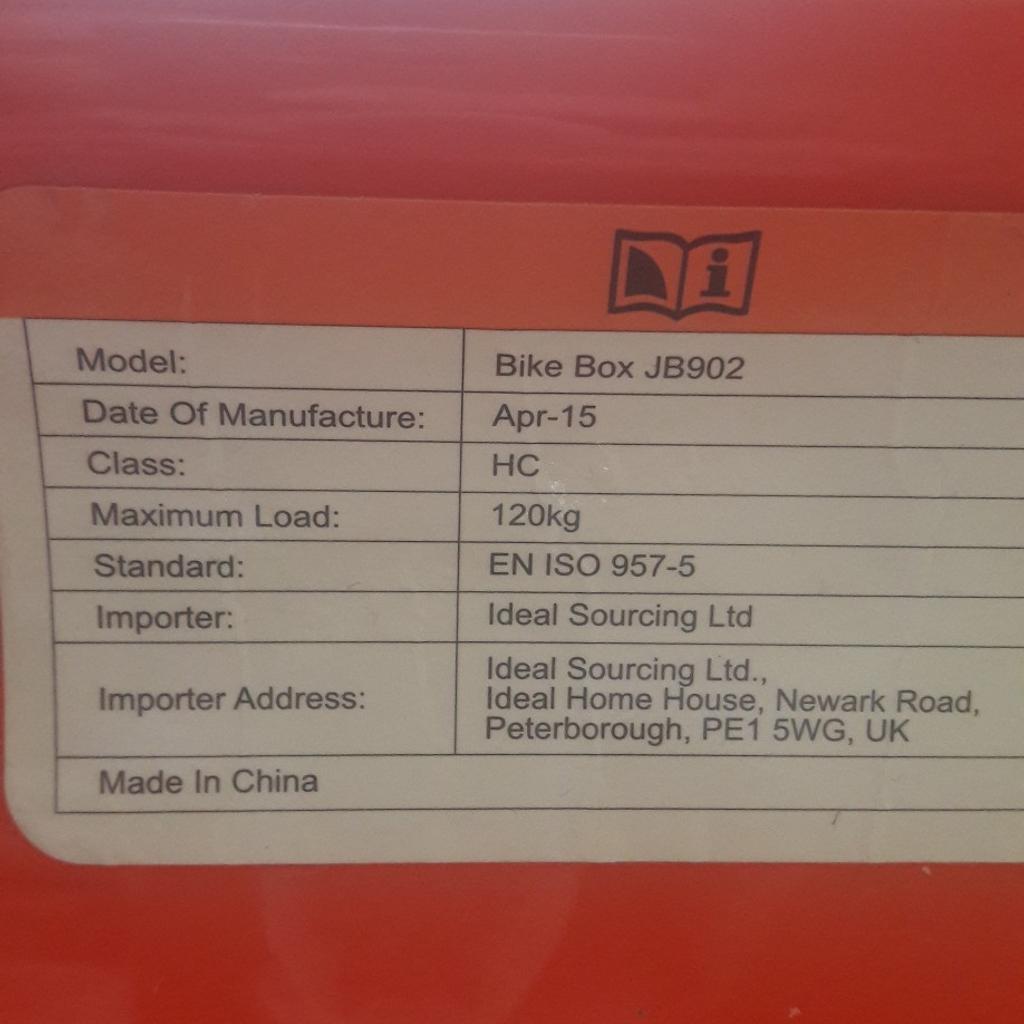 i
Model: Bike Box JB902
Date Of Manufacture: Apr-15
Class: HC
Maximum Load: 120kg
Standard: EN ISO 957-5
Importer: Ideal Sourcing Ltd
Importer Address: Ideal Sourcing Ltd.,
Ideal Home House, Newark Road,
Peterborough, PE1 5WG, UK
Made In China